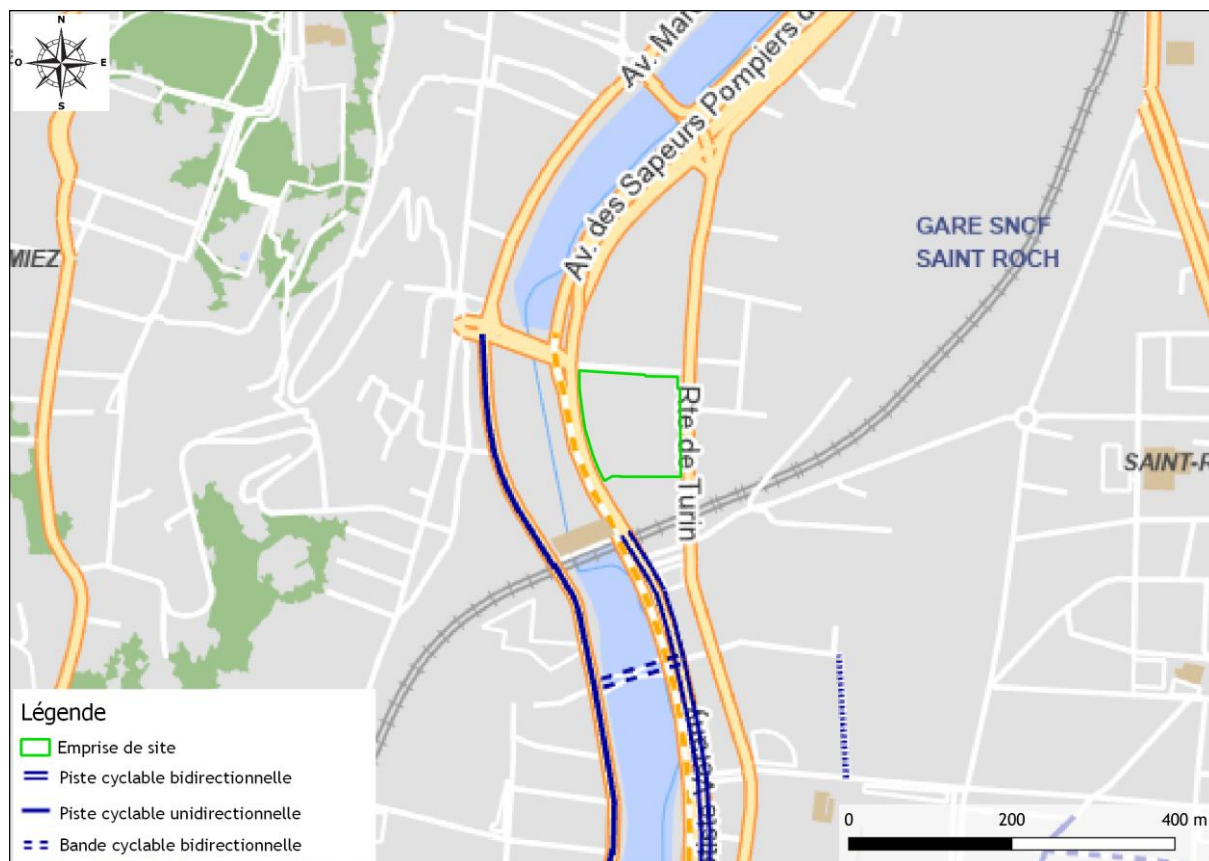 N
O
E
S
Av. Mar
Av. des Sapeurs Pompiers d
GARE SNCF
SAINT ROCH
MIEZ
Rte de Turin
SAINT-R
Vérany
Légende
Emprise de site
Piste cyclable bidirectionnelle
Piste cyclable unidirectionnelle
Bande cyclable bidirectionnelle
0
200
400 m